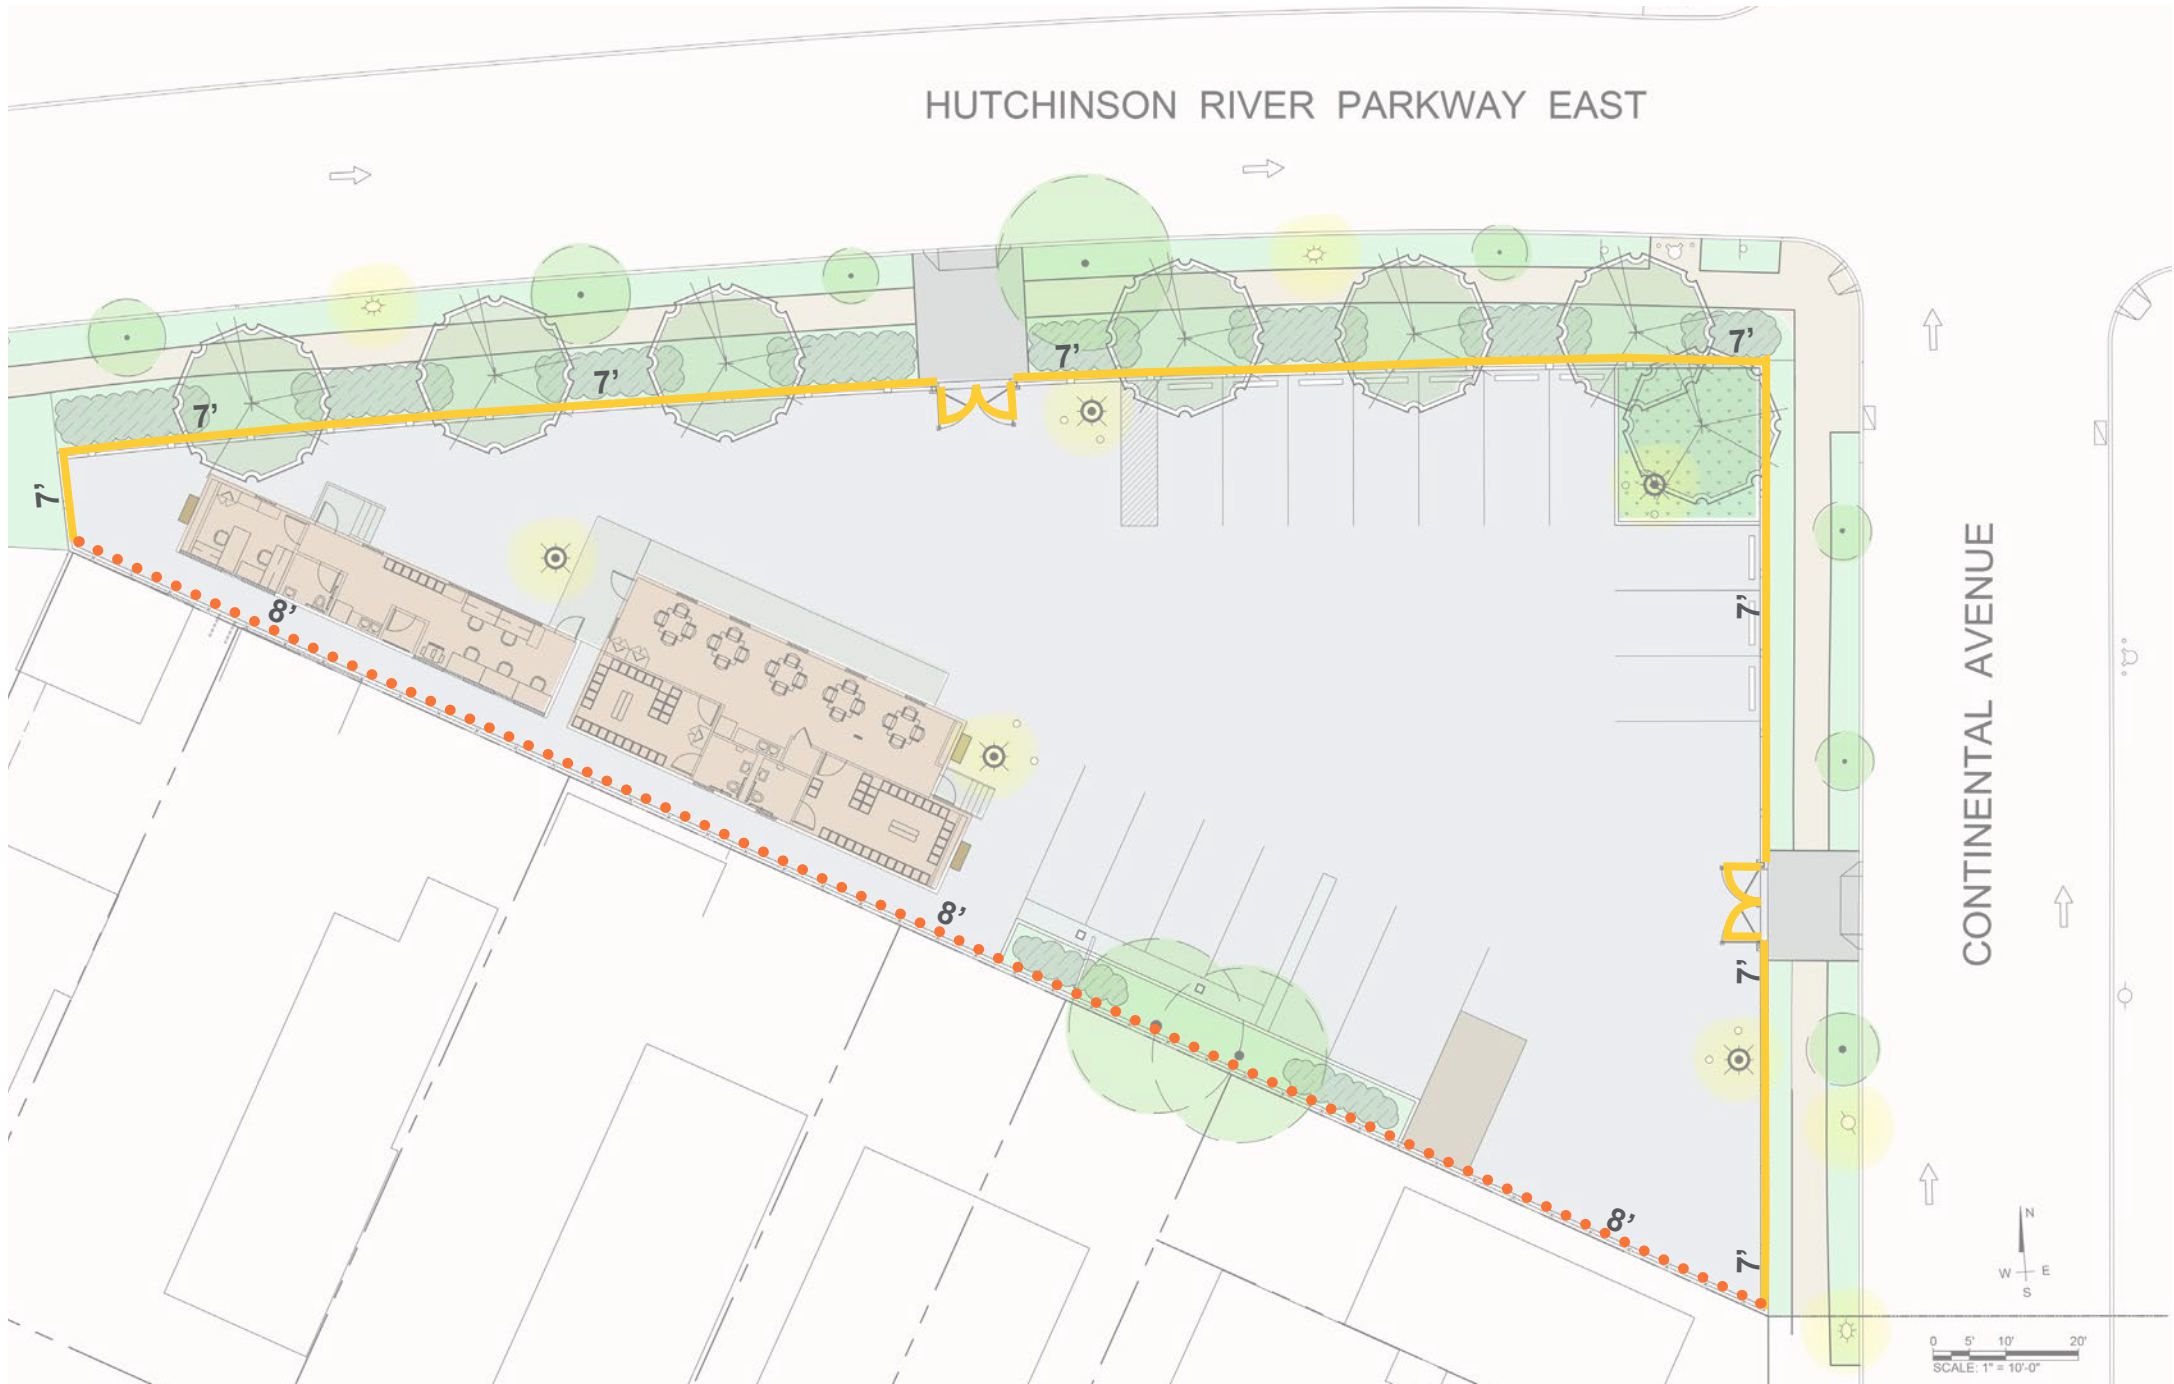 HUTCHINSON RIVER PARKWAY EAST
7'
7'
7'
7'
7'
8'
7'
CONTINENTAL AVENUE
8'
7'
8'
7'
N
W E
S
0 5' 10' 20'
SCALE: 1" = 10'-0"